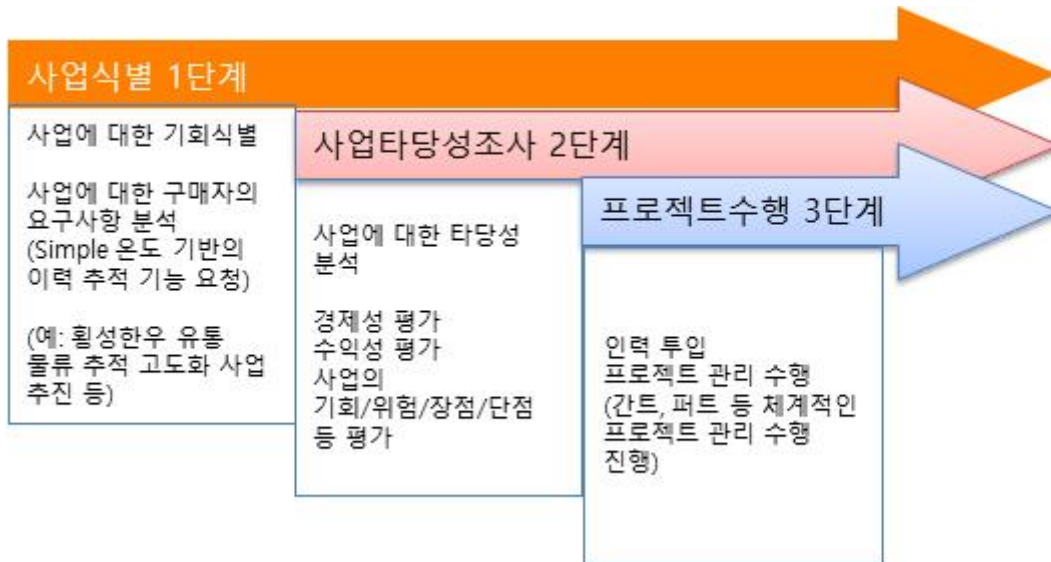 사업식별 1단계
사업에 대한 기회식별
사업에 대한 구매자의
요구사항 분석
(Simple 온도 기반의
이력 추적 기능 요청)
(예: 횡성한우 유통
물류 추적 고도화 사업
추진 등)
사업타당성조사 2단계
사업에 대한 타당성
분석
경제성 평가
수익성 평가
사업의
기회/위험/장점/단점
등 평가
프로젝트수행 3단계
인력 투입
프로젝트 관리 수행
(간트, 퍼트 등 체계적인
프로젝트 관리 수행
진행)